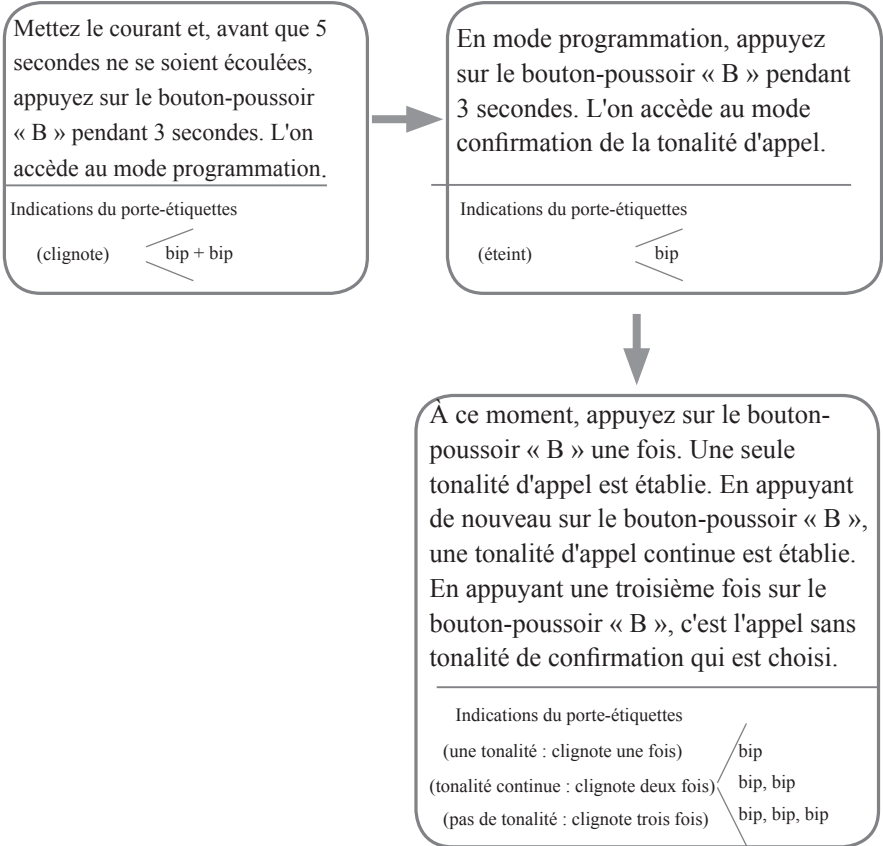 Mettez le courant et, avant que 5
secondes ne se soient écoulées,
appuyez sur le bouton-poussoir
« B » pendant 3 secondes. L'on
accède au mode programmation.
Indications du porte-étiquettes
(clignote) bip + bip
En mode programmation, appuyez
sur le bouton-poussoir « B » pendant
3 secondes. L'on accède au mode
confirmation de la tonalité d'appel.
Indications du porte-étiquettes
(éteint) bip
À ce moment, appuyez sur le bouton-
poussoir « B » une fois. Une seule
tonalité d'appel est établie. En appuyant
de nouveau sur le bouton-poussoir « B »,
une tonalité d'appel continue est établie.
En appuyant une troisième fois sur le
bouton-poussoir « B », c'est l'appel sans
tonalité de confirmation qui est choisi.
Indications du porte-étiquettes
(une tonalité : clignote une fois) bip
(tonalité continue : clignote deux fois) bip, bip
(pas de tonalité : clignote trois fois) bip, bip, bip